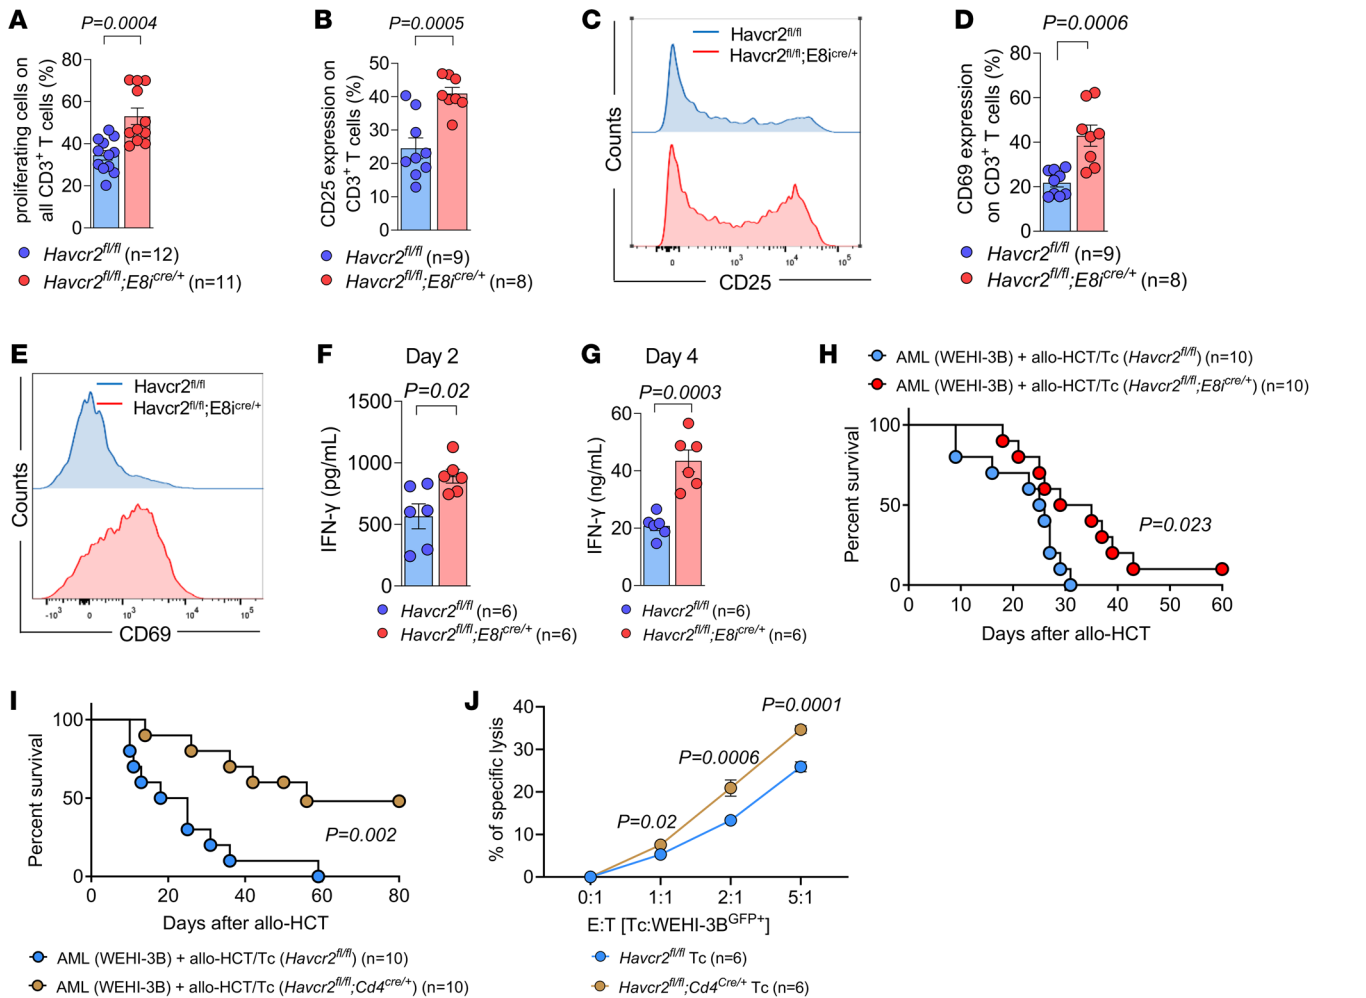 A
P=0.0004
proliferating cells on
all CD3+ T cells (%)
80
60
40
20
0
Havcr2fl/fl (n=12)
Havcr2fl/fl;E8icre/+ (n=11)
B
P=0.0005
CD25 expression on
CD3+ T cells (%)
50
40
30
20
10
0
Havcr2fl/fl (n=9)
Havcr2fl/fl;E8icre/+ (n=8)
C
Havcr2fl/fl
Havcr2fl/fl;E8icre/+
Counts
0 10³ 10⁴ 10⁵
CD25
D
P=0.0006
CD69 expression
on CD3+ T cells (%)
80
60
40
20
0
Havcr2fl/fl (n=9)
Havcr2fl/fl;E8icre/+ (n=8)
E
Havcr2fl/fl
Havcr2fl/fl;E8icre/+
Counts
-10³ 0 10³ 10⁴ 10⁵
CD69
F
Day 2
P=0.02
IFN-γ (pg/mL)
1500
1000
500
0
Havcr2fl/fl (n=6)
Havcr2fl/fl;E8icre/+ (n=6)
G
Day 4
P=0.0003
IFN-γ (ng/mL)
60
40
20
0
Havcr2fl/fl (n=6)
Havcr2fl/fl;E8icre/+ (n=6)
H
AML (WEHI-3B) + allo-HCT/Tc (Havcr2fl/fl) (n=10)
AML (WEHI-3B) + allo-HCT/Tc (Havcr2fl/fl;E8icre/+) (n=10)
Percent survival
100
50
0
P=0.023
0 10 20 30 40 50 60
Days after allo-HCT
I
Percent survival
100
50
0
P=0.002
0 20 40 60 80
Days after allo-HCT
AML (WEHI-3B) + allo-HCT/Tc (Havcr2fl/fl) (n=10)
AML (WEHI-3B) + allo-HCT/Tc (Havcr2fl/fl;Cd4cre/+) (n=10)
J
% of specific lysis
40
30
20
10
0
P=0.02
P=0.0006
P=0.0001
0:1 1:1 2:1 5:1
E:T [Tc:WEHI-3BGFP+]
Havcr2fl/fl Tc (n=6)
Havcr2fl/fl;Cd4Cre/+ Tc (n=6)